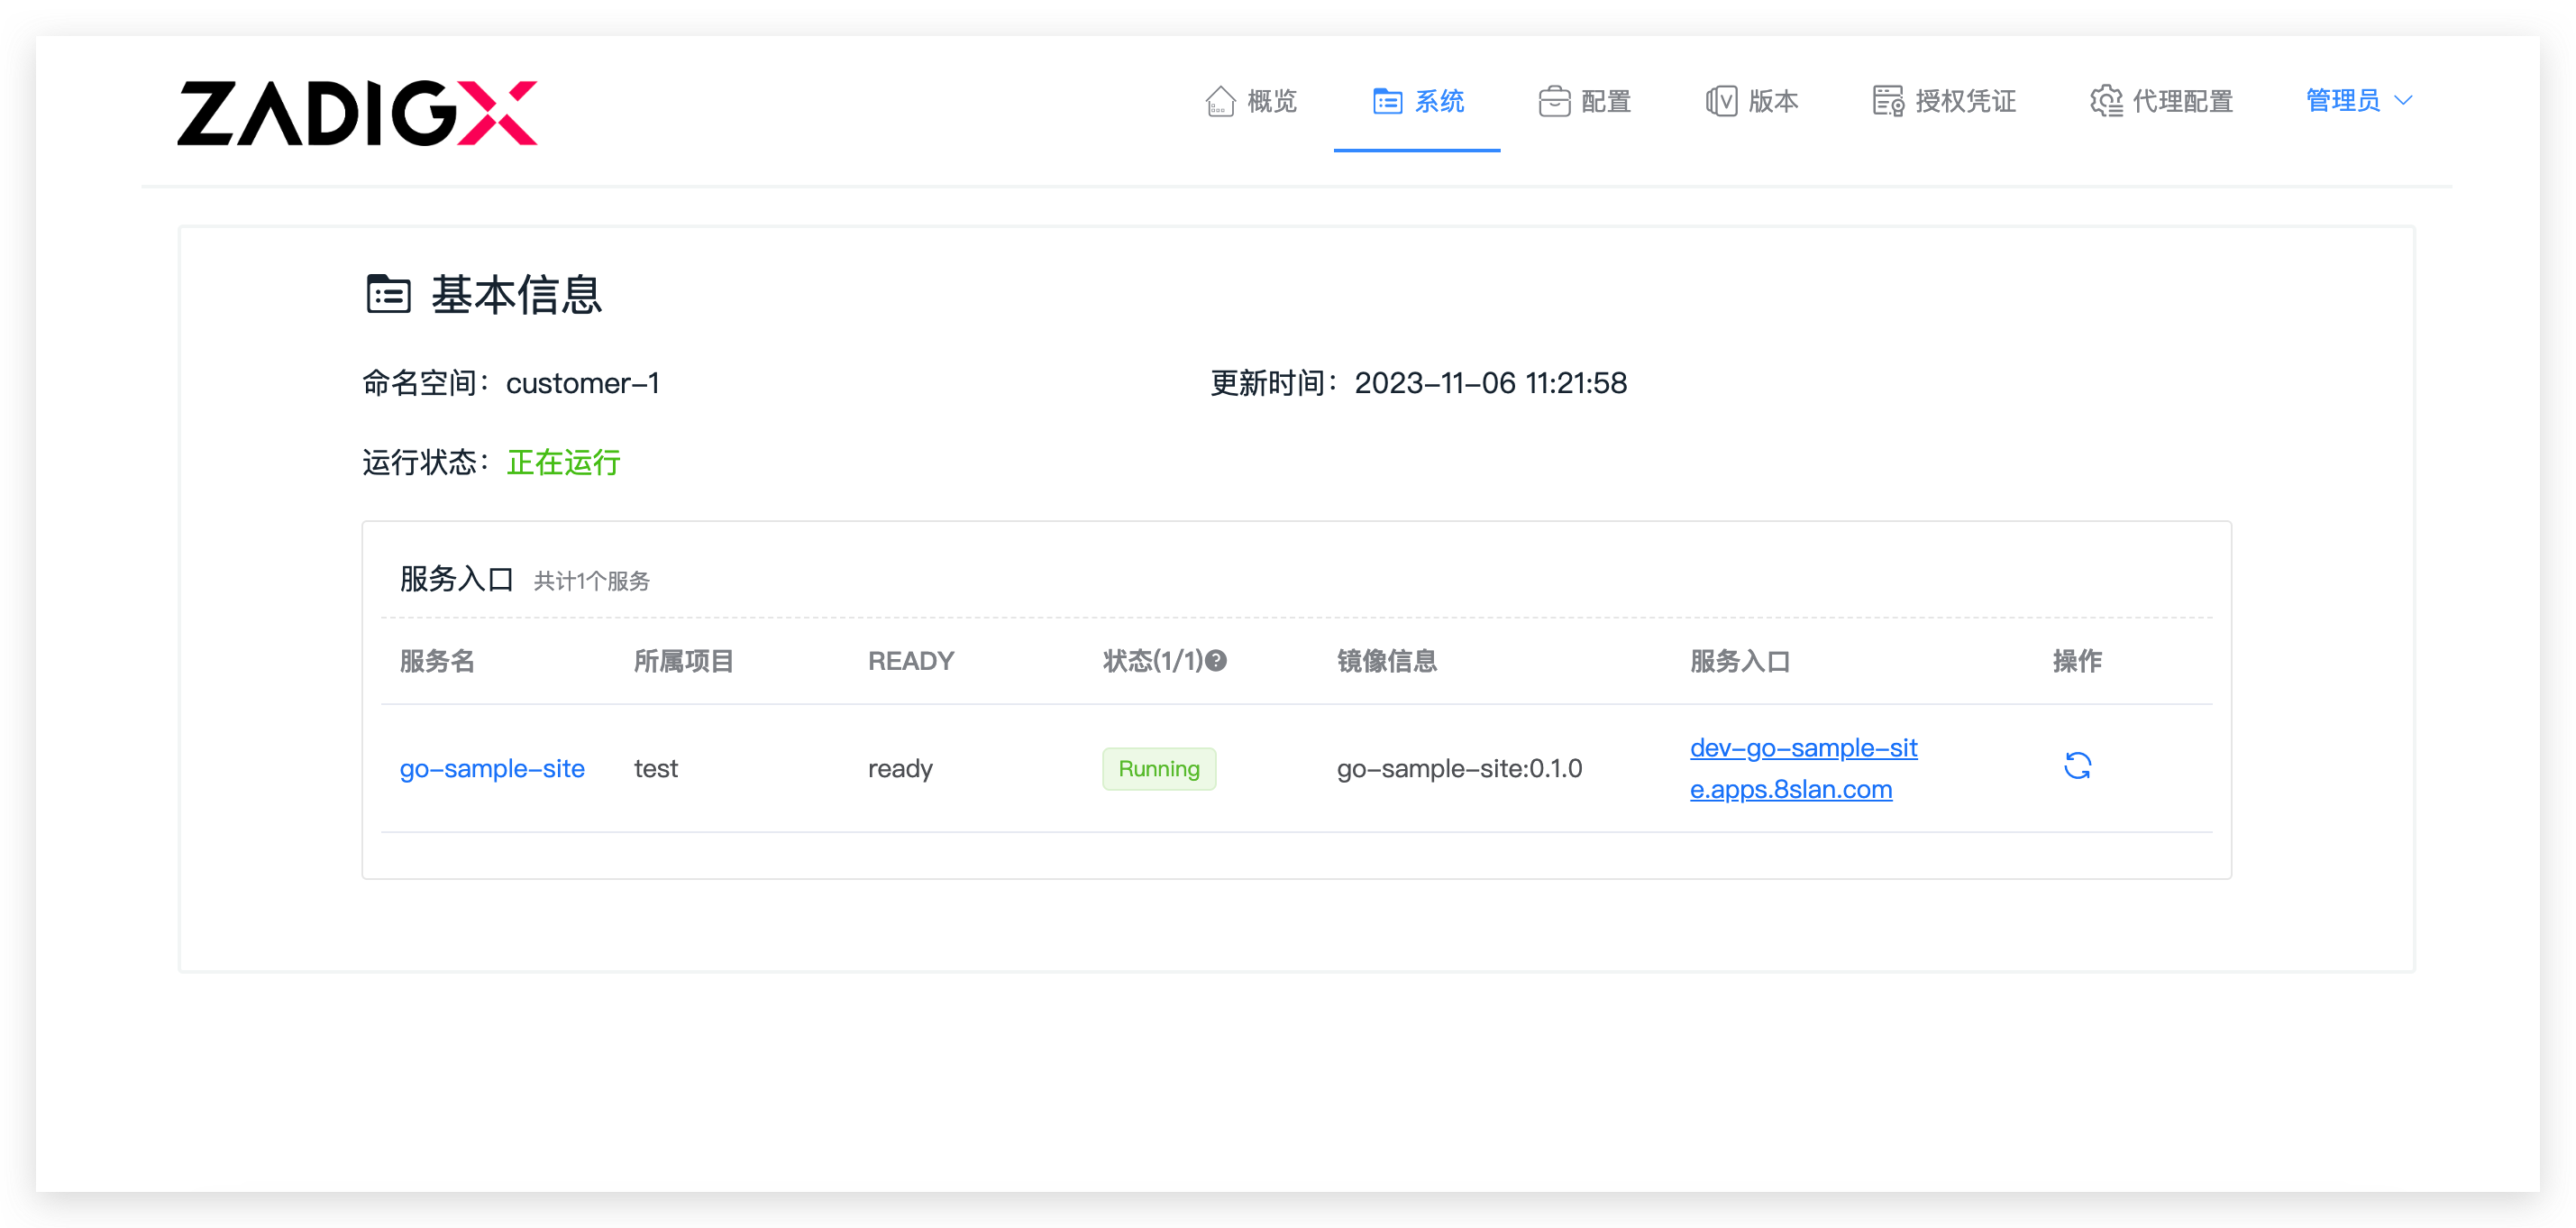 ZADIGX
概览 系统 配置 版本 授权凭证 代理配置 管理员
基本信息
命名空间：customer-1 更新时间：2023-11-06 11:21:58
运行状态：正在运行
服务入口 共计1个服务
服务名 所属项目 READY 状态(1/1) 镜像信息 服务入口 操作
go-sample-site test ready Running go-sample-site:0.1.0 dev-go-sample-sit
e.apps.8slan.com